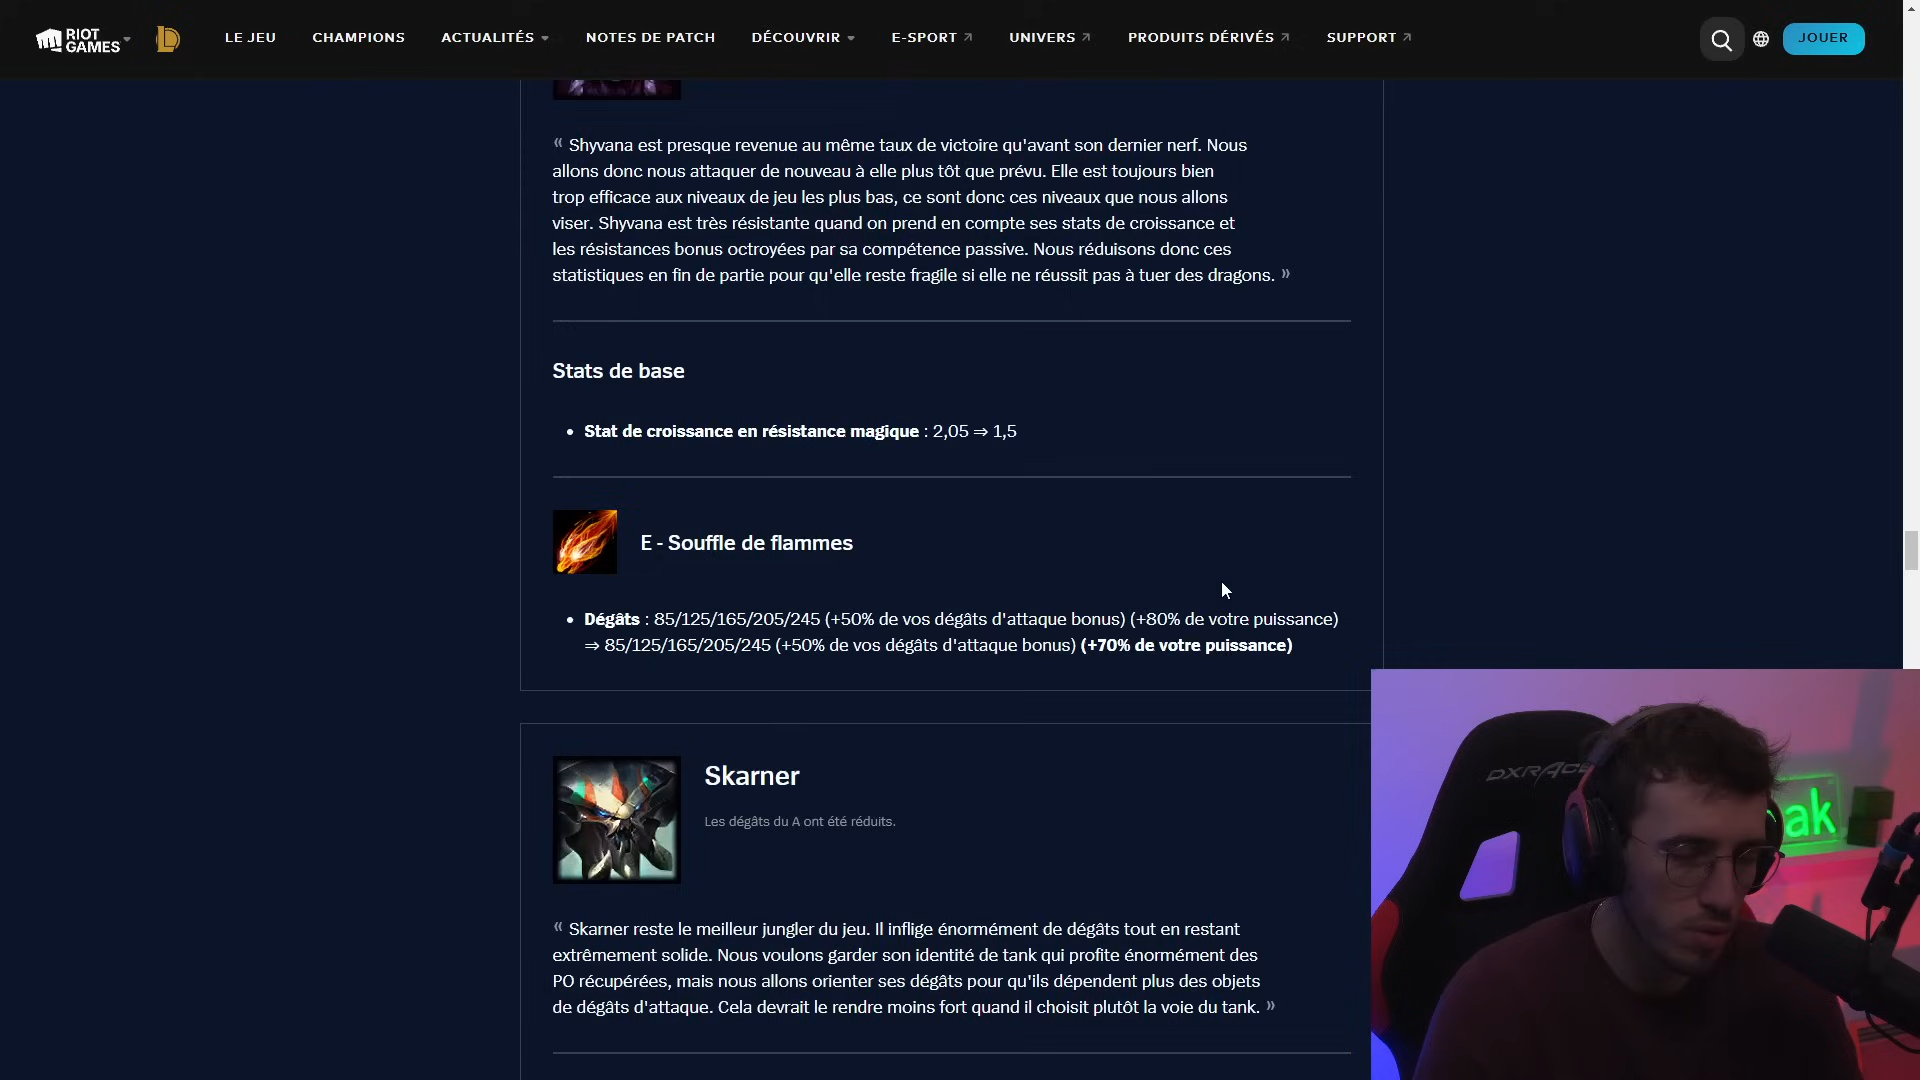 RIOT GAMES
LE JEU
CHAMPIONS
ACTUALITÉS
NOTES DE PATCH
DÉCOUVRIR
E-SPORT
UNIVERS
PRODUITS DÉRIVÉS
SUPPORT
JOUER
« Shyvana est presque revenue au même taux de victoire qu'avant son dernier nerf. Nous
allons donc nous attaquer de nouveau à elle plus tôt que prévu. Elle est toujours bien
trop efficace aux niveaux de jeu les plus bas, ce sont donc ces niveaux que nous allons
viser. Shyvana est très résistante quand on prend en compte ses stats de croissance et
les résistances bonus octroyées par sa compétence passive. Nous réduisons donc ces
statistiques en fin de partie pour qu'elle reste fragile si elle ne réussit pas à tuer des dragons. »
Stats de base
• Stat de croissance en résistance magique : 2,05 ⇒ 1,5
E - Souffle de flammes
• Dégâts : 85/125/165/205/245 (+50% de vos dégâts d'attaque bonus) (+80% de votre puissance)
⇒ 85/125/165/205/245 (+50% de vos dégâts d'attaque bonus) (+70% de votre puissance)
Skarner
Les dégâts du A ont été réduits.
« Skarner reste le meilleur jungler du jeu. Il inflige énormément de dégâts tout en restant
extrêmement solide. Nous voulons garder son identité de tank qui profite énormément des
PO récupérées, mais nous allons orienter ses dégâts pour qu'ils dépendent plus des objets
de dégâts d'attaque. Cela devrait le rendre moins fort quand il choisit plutôt la voie du tank. »
DXRACE
ak